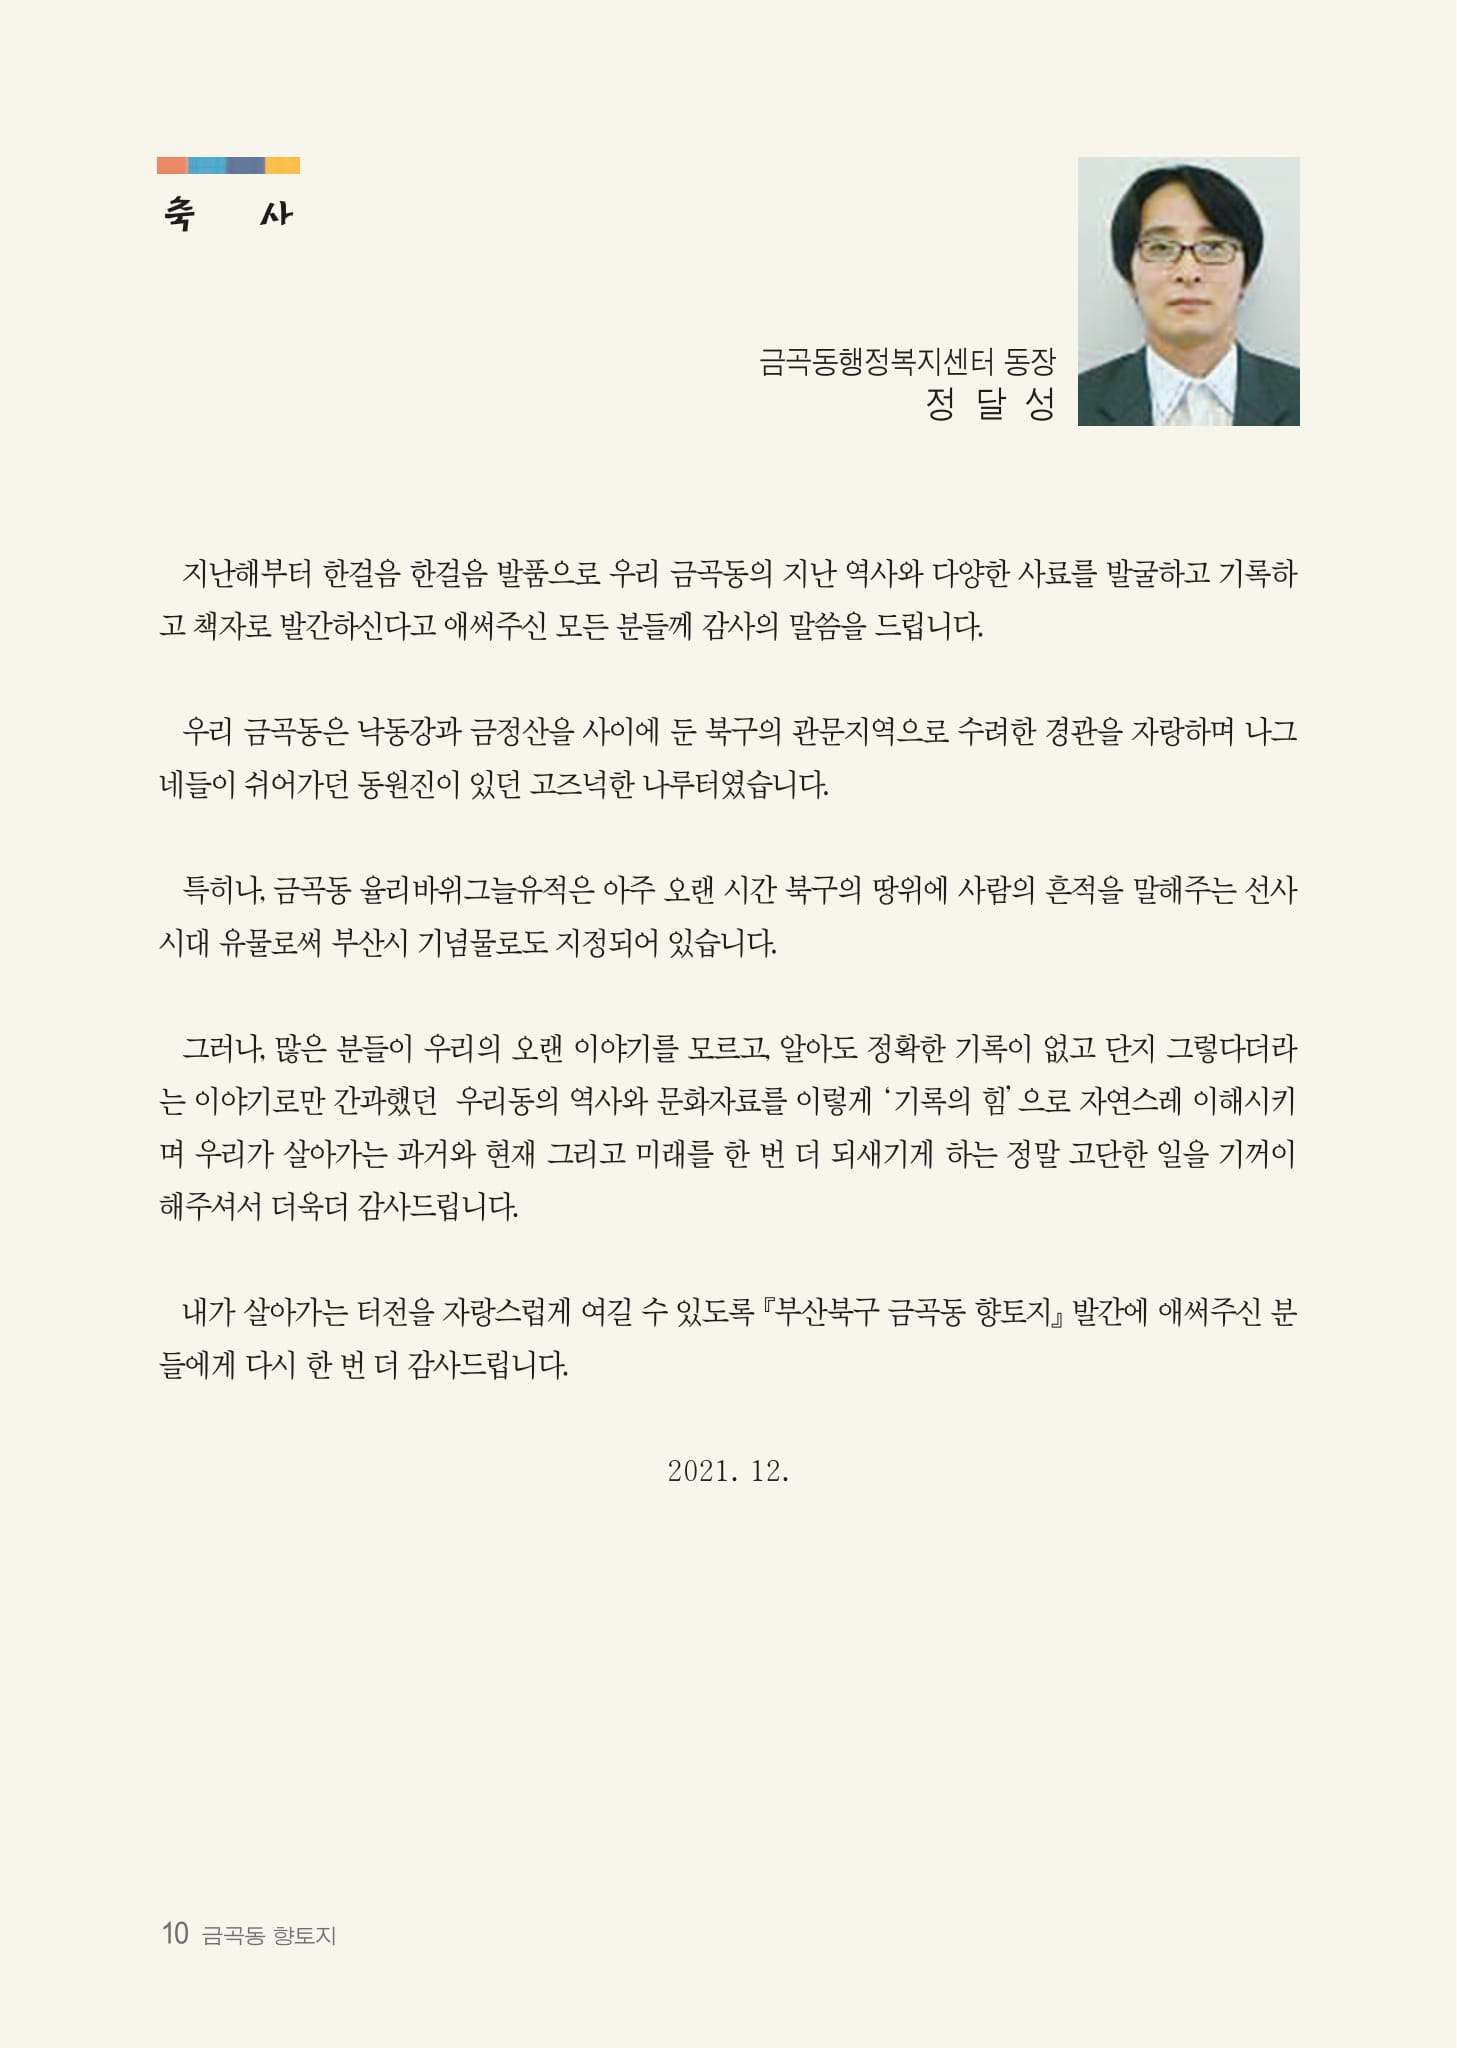 축 사
금곡동행정복지센터 동장
정 달 성
지난해부터 한걸음 한걸음 발품으로 우리 금곡동의 지난 역사와 다양한 사료를 발굴하고 기록하
고 책자로 발간하신다고 애써주신 모든 분들께 감사의 말씀을 드립니다.
우리 금곡동은 낙동강과 금정산을 사이에 둔 북구의 관문지역으로 수려한 경관을 자랑하며 나그
네들이 쉬어가던 동원진이 있던 고즈넉한 나루터였습니다.
특히나, 금곡동 율리바위그늘유적은 아주 오랜 시간 북구의 땅위에 사람의 흔적을 말해주는 선사
시대 유물로써 부산시 기념물로도 지정되어 있습니다.
그러나, 많은 분들이 우리의 오랜 이야기를 모르고, 알아도 정확한 기록이 없고 단지 그렇다더라
는 이야기로만 간과했던 우리동의 역사와 문화자료를 이렇게 ‘기록의 힘’으로 자연스레 이해시키
며 우리가 살아가는 과거와 현재 그리고 미래를 한 번 더 되새기게 하는 정말 고단한 일을 기꺼이
해주셔서 더욱더 감사드립니다.
내가 살아가는 터전을 자랑스럽게 여길 수 있도록 『부산북구 금곡동 향토지』 발간에 애써주신 분
들에게 다시 한 번 더 감사드립니다.
2021. 12.
10 금곡동 향토지